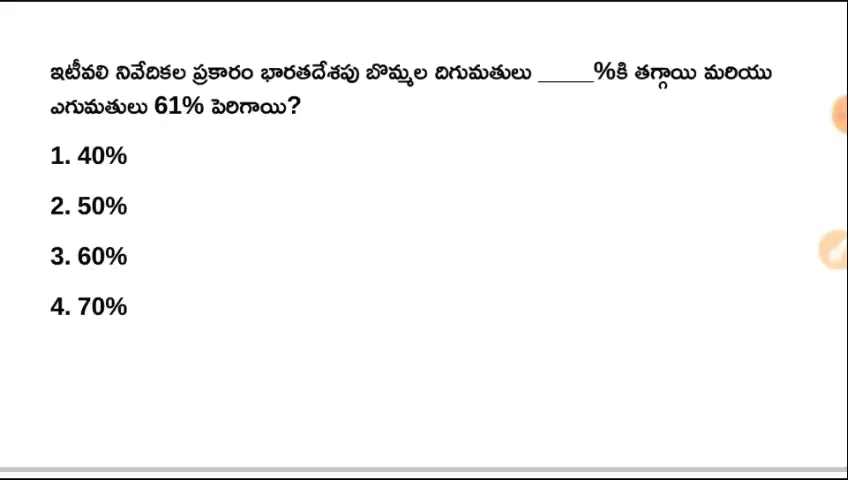 ఇటీవలి నివేదికల ప్రకారం భారతదేశపు బొమ్మల దిగుమతులు _____%కి తగ్గాయి మరియు
ఎగుమతులు 61% పెరిగాయి?
1. 40%
2. 50%
3. 60%
4. 70%